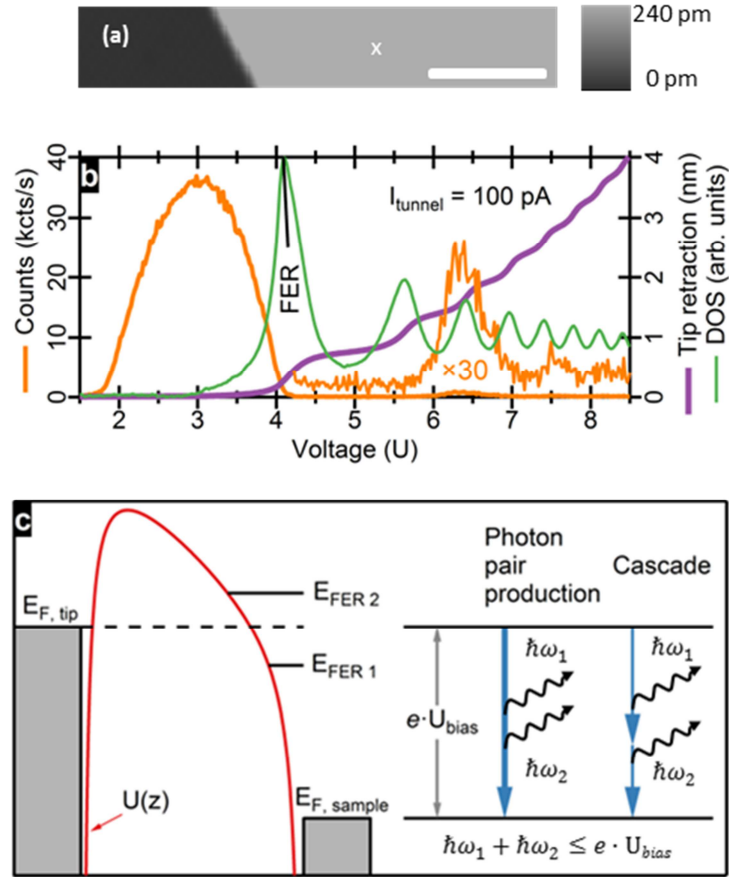 (a)
x
240 pm
0 pm
b
Counts (kcts/s)
40
30
20
10
0
I_tunnel = 100 pA
FER
×30
4
3
2
1
0
Tip retraction (nm)
DOS (arb. units)
2 3 4 5 6 7 8
Voltage (U)
c
E_F, tip
E_FER 2
E_FER 1
U(z)
E_F, sample
Photon
pair
production
Cascade
ℏω₁
ℏω₁
e·U_bias
ℏω₂
ℏω₂
ℏω₁ + ℏω₂ ≤ e · U_bias